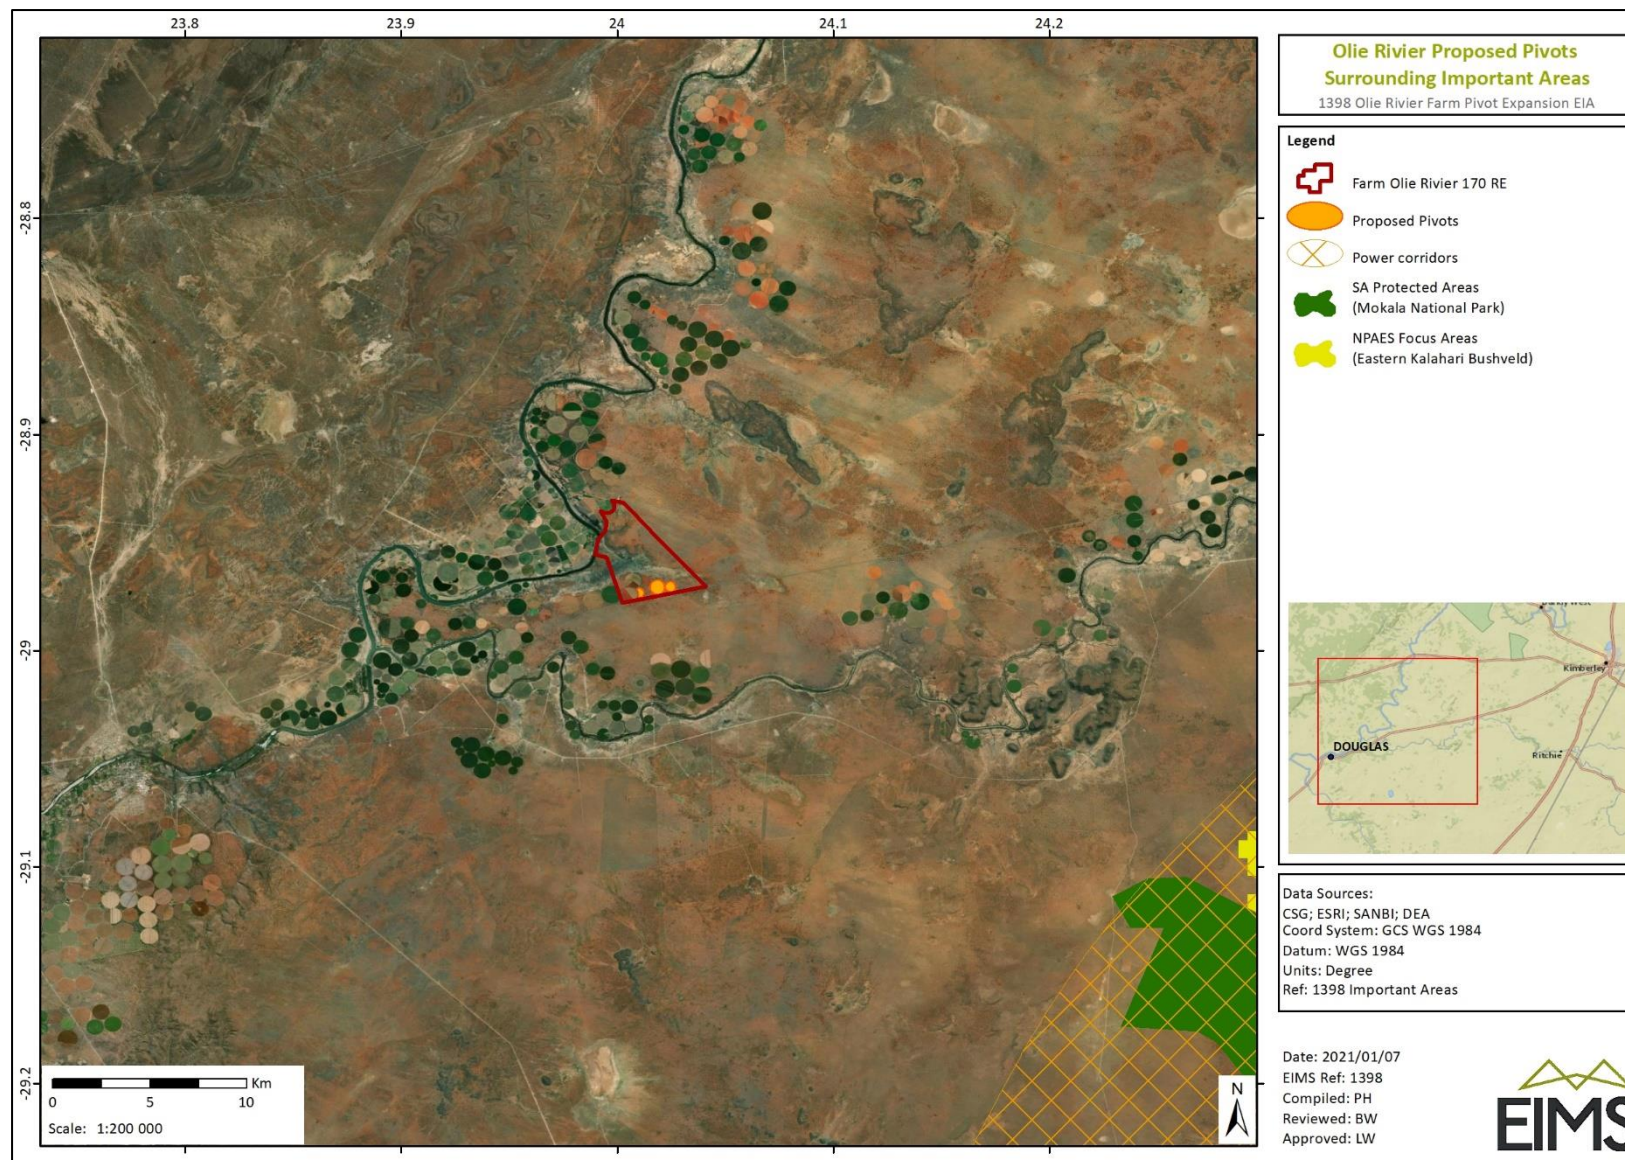 23.8
23.9
24
24.1
24.2
-28.8
-28.9
-29
-29.1
-29.2
Km
0
5
10
Scale: 1:200 000
N
Olie Rivier Proposed Pivots
Surrounding Important Areas
1398 Olie Rivier Farm Pivot Expansion EIA
Legend
Farm Olie Rivier 170 RE
Proposed Pivots
Power corridors
SA Protected Areas
(Mokala National Park)
NPAES Focus Areas
(Eastern Kalahari Bushveld)
Kimberley
DOUGLAS
Ritchie
Data Sources:
CSG; ESRI; SANBI; DEA
Coord System: GCS WGS 1984
Datum: WGS 1984
Units: Degree
Ref: 1398 Important Areas
Date: 2021/01/07
EIMS Ref: 1398
Compiled: PH
Reviewed: BW
Approved: LW
EIMS